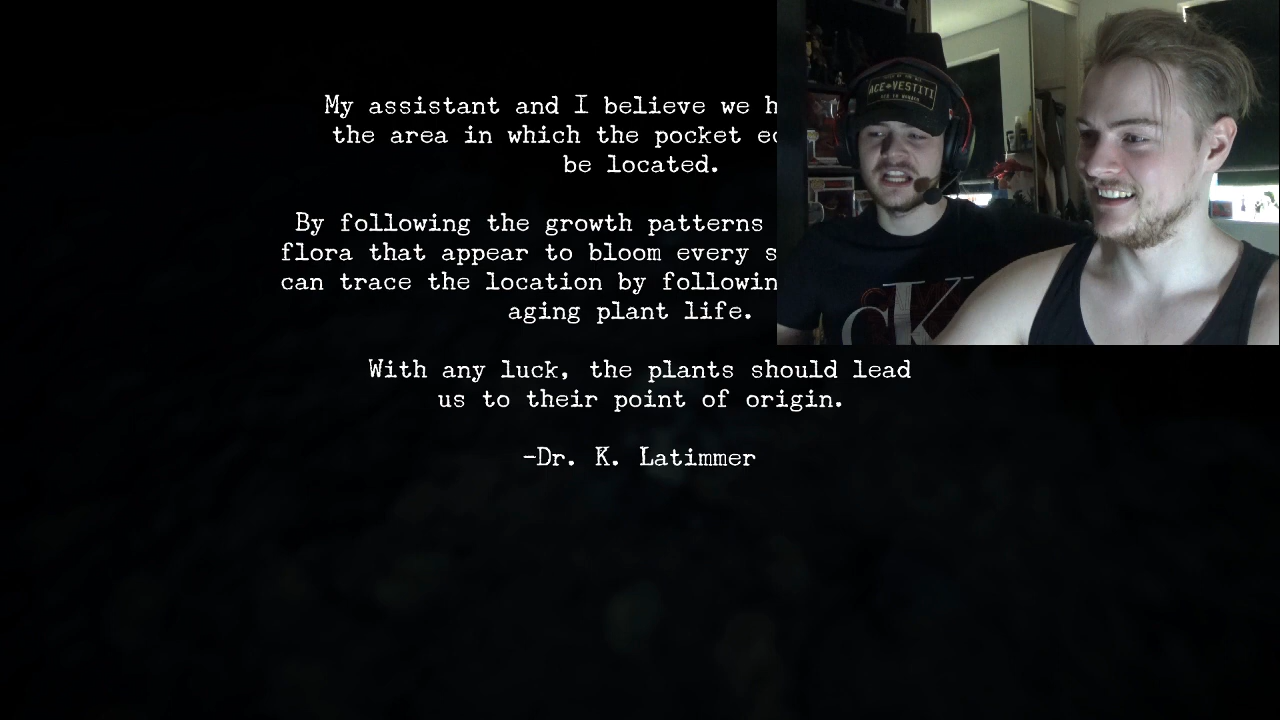 My assistant and I believe we
the area in which the pocket
be located.
By following the growth patterns
flora that appear to bloom every
can trace the location by
aging plant life.
With any luck, the plants should lead
us to their point of origin.
-Dr. K. Latimmer
CK